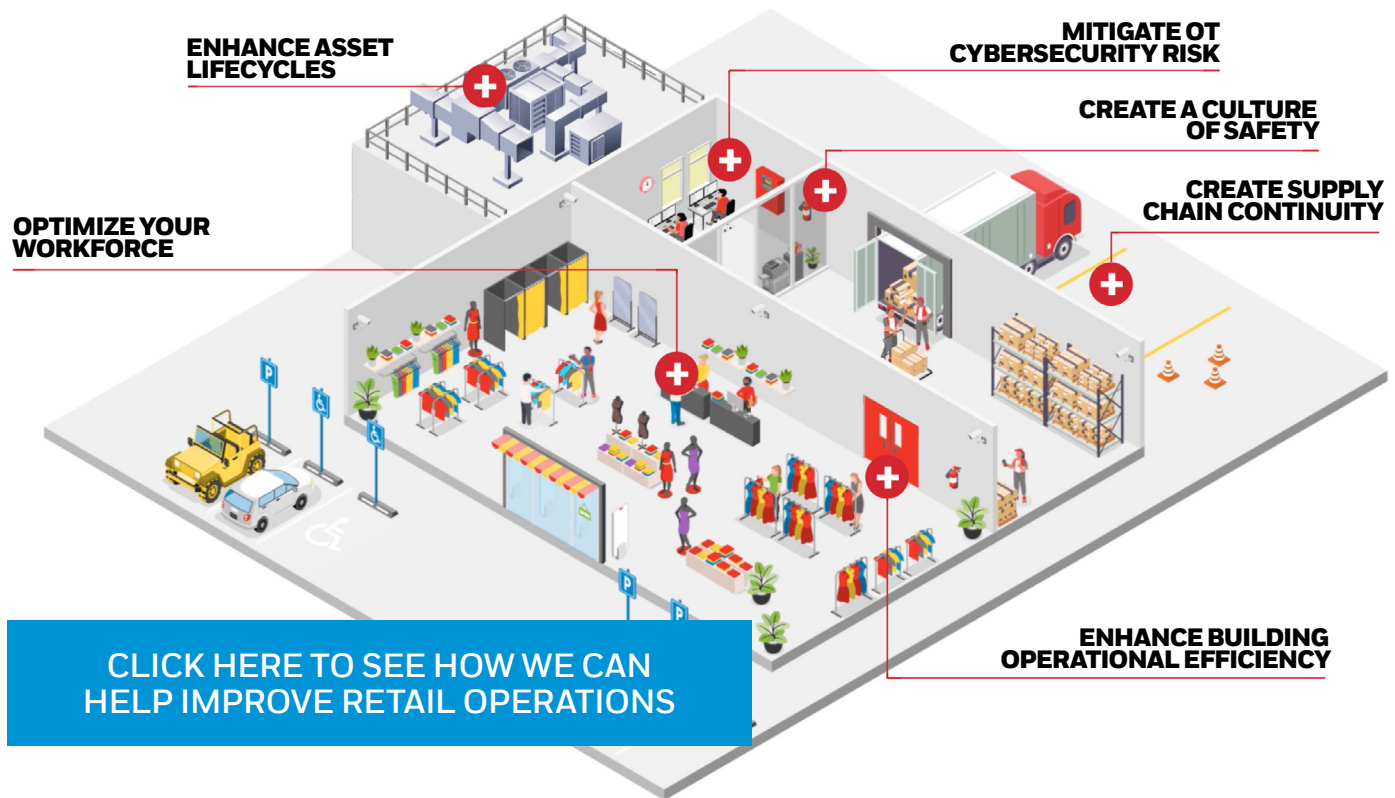 ENHANCE ASSET
LIFECYCLES
MITIGATE OT
CYBERSECURITY RISK
CREATE A CULTURE
OF SAFETY
CREATE SUPPLY
CHAIN CONTINUITY
OPTIMIZE YOUR
WORKFORCE
P
P
P
ENHANCE BUILDING
OPERATIONAL EFFICIENCY
CLICK HERE TO SEE HOW WE CAN
HELP IMPROVE RETAIL OPERATIONS